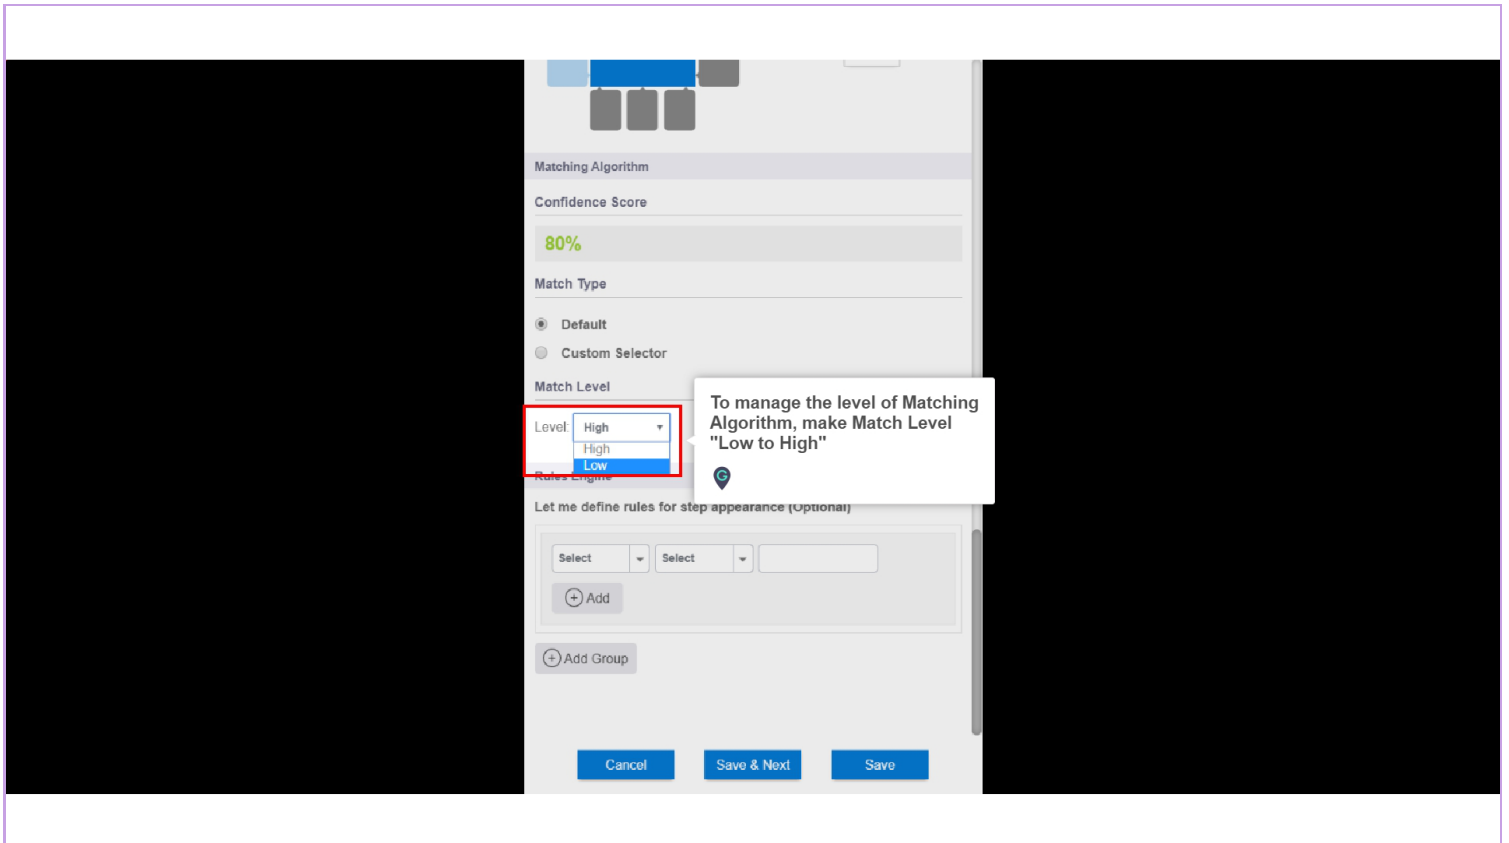 Matching Algorithm
Confidence Score
80%
Match Type
Default
Custom Selector
Match Level
Level: High
High
Low
To manage the level of Matching
Algorithm, make Match Level
"Low to High"
G
Rules Engine
Let me define rules for step appearance (Optional)
Select Select
Add
Add Group
Cancel Save & Next Save